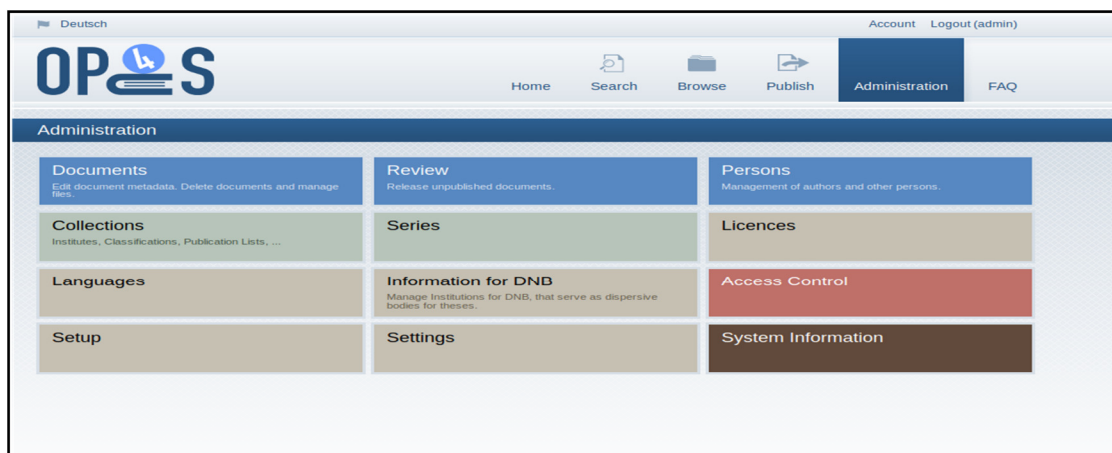 Deutsch Account Logout (admin)
OPUS 4
Home Search Browse Publish Administration FAQ
Administration
Documents
Edit document metadata. Delete documents and manage
files.
Review
Release unpublished documents.
Persons
Management of authors and other persons.
Collections
Institutes, Classifications, Publication Lists, ...
Series
Licences
Languages
Information for DNB
Manage Institutions for DNB, that serve as dispersive
bodies for theses.
Access Control
Setup
Settings
System Information